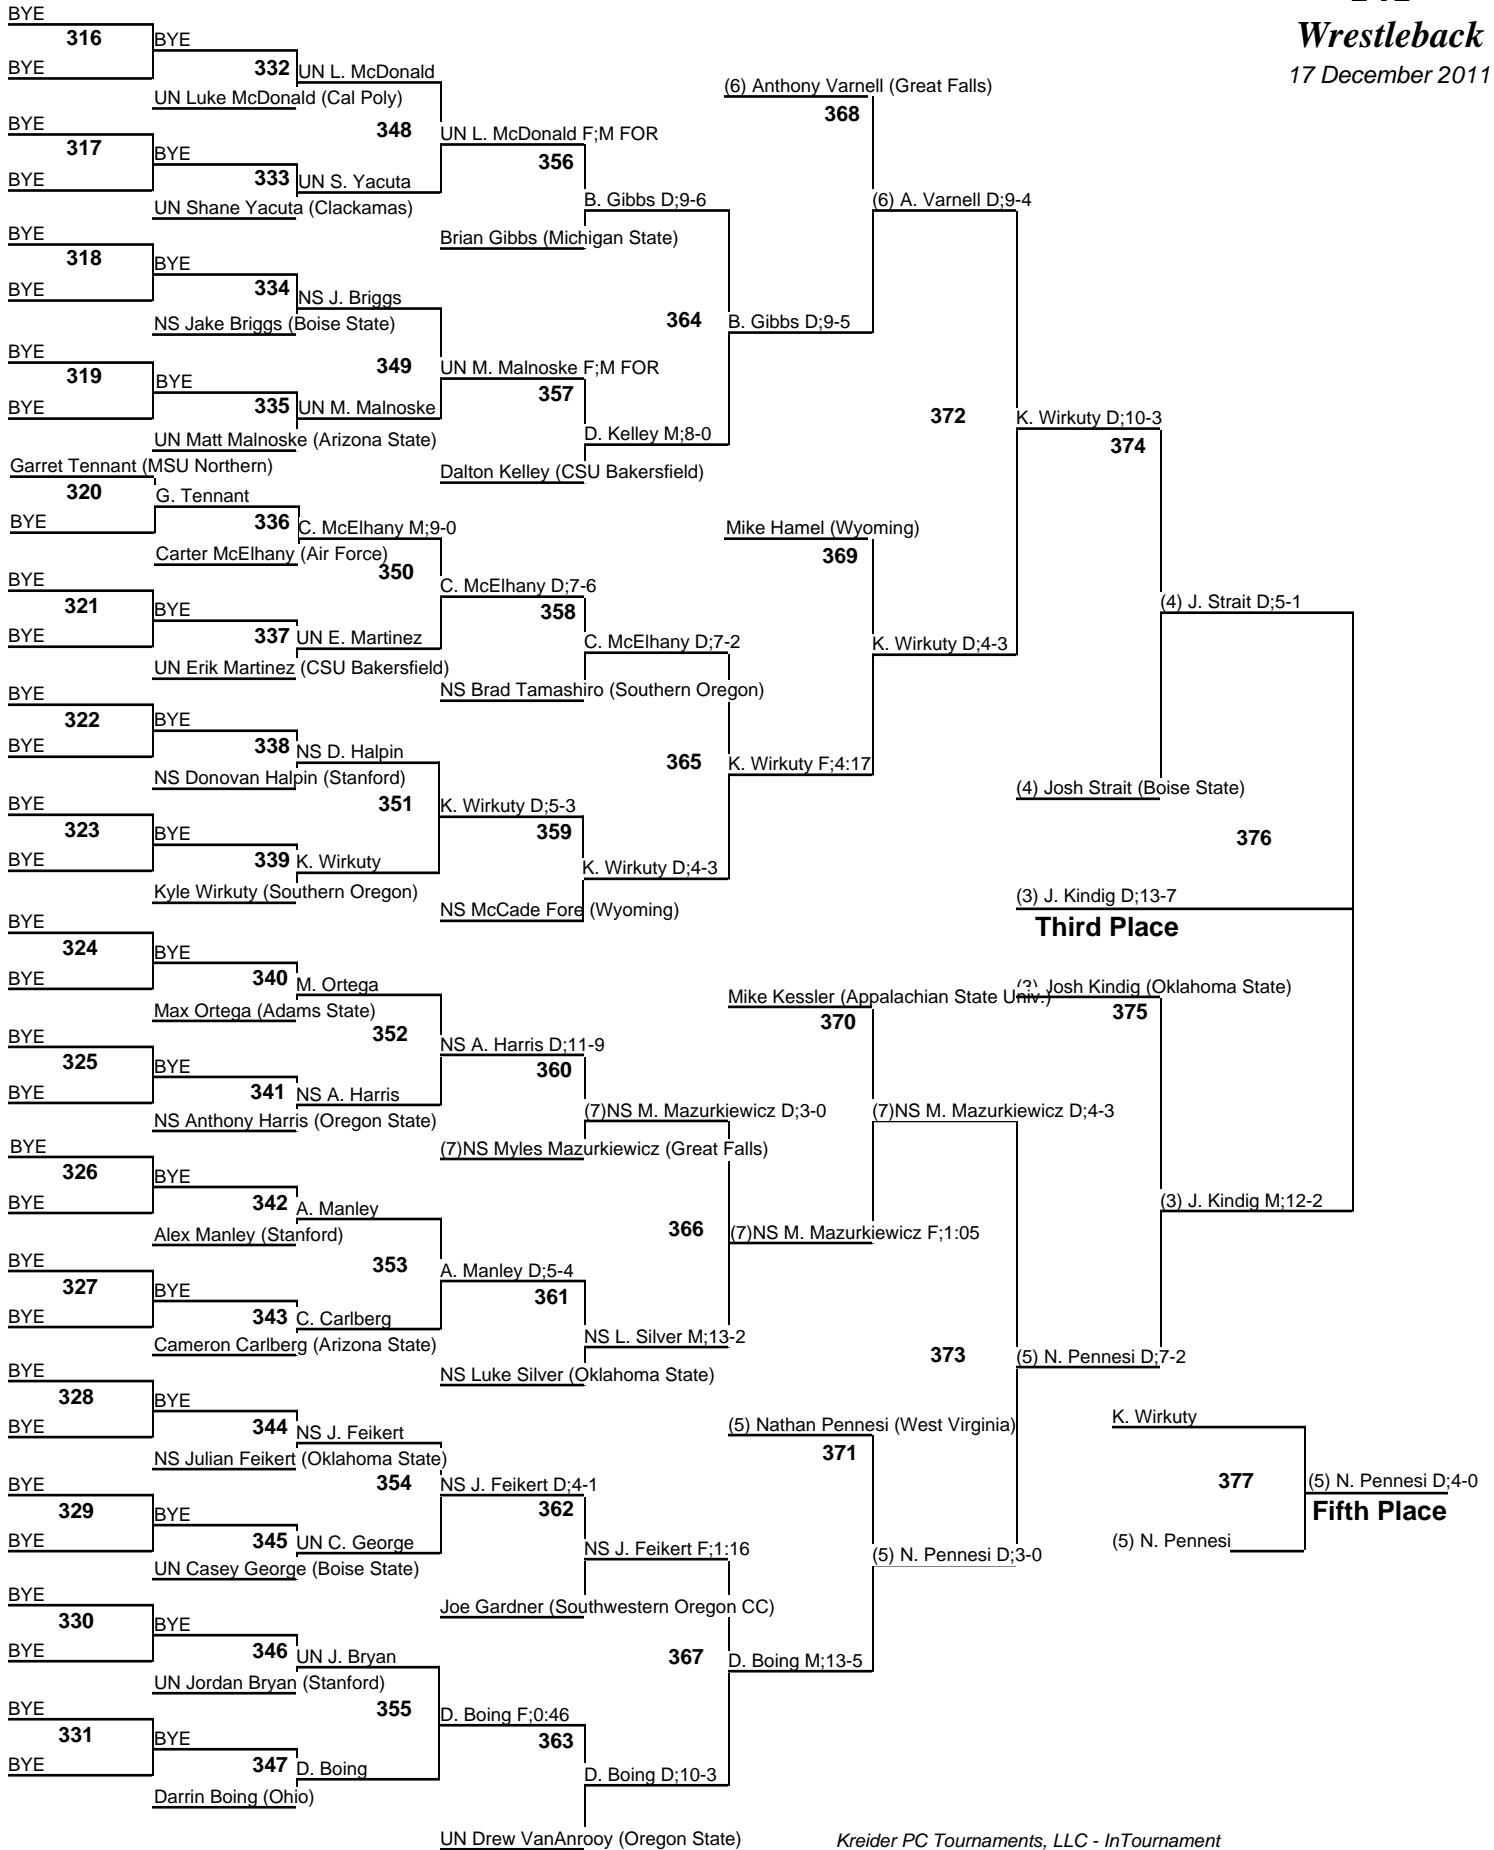 Wrestleback
17 December 2011
BYE
316
BYE
BYE
332
UN L. McDonald
UN Luke McDonald (Cal Poly)
348
UN L. McDonald F;M FOR
BYE
317
BYE
BYE
333
UN S. Yacuta
UN Shane Yacuta (Clackamas)
356
B. Gibbs D;9-6
Brian Gibbs (Michigan State)
BYE
318
BYE
BYE
334
NS J. Briggs
NS Jake Briggs (Boise State)
349
UN M. Malnoske F;M FOR
BYE
319
BYE
BYE
335
UN M. Malnoske
UN Matt Malnoske (Arizona State)
357
D. Kelley M;8-0
Dalton Kelley (CSU Bakersfield)
364
B. Gibbs D;9-5
(6) Anthony Varnell (Great Falls)
368
(6) A. Varnell D;9-4
Garret Tennant (MSU Northern)
320
BYE
G. Tennant
336
C. McElhany M;9-0
Carter McElhany (Air Force)
350
C. McElhany D;7-6
BYE
321
BYE
BYE
337
UN E. Martinez
UN Erik Martinez (CSU Bakersfield)
358
C. McElhany D;7-2
NS Brad Tamashiro (Southern Oregon)
BYE
322
BYE
BYE
338
NS D. Halpin
NS Donovan Halpin (Stanford)
351
K. Wirkuty D;5-3
BYE
323
BYE
BYE
339
K. Wirkuty
Kyle Wirkuty (Southern Oregon)
359
K. Wirkuty D;4-3
NS McCade Fore (Wyoming)
365
K. Wirkuty F;4:17
Mike Hamel (Wyoming)
369
K. Wirkuty D;4-3
372
K. Wirkuty D;10-3
374
(4) J. Strait D;5-1
(4) Josh Strait (Boise State)
376
(3) J. Kindig D;13-7
Third Place
BYE
324
BYE
BYE
340
M. Ortega
Max Ortega (Adams State)
352
NS A. Harris D;11-9
BYE
325
BYE
BYE
341
NS A. Harris
NS Anthony Harris (Oregon State)
360
(7)NS M. Mazurkiewicz D;3-0
(7)NS Myles Mazurkiewicz (Great Falls)
BYE
326
BYE
BYE
342
A. Manley
Alex Manley (Stanford)
353
A. Manley D;5-4
BYE
327
BYE
BYE
343
C. Carlberg
Cameron Carlberg (Arizona State)
361
NS L. Silver M;13-2
NS Luke Silver (Oklahoma State)
366
(7)NS M. Mazurkiewicz F;1:05
Mike Kessler (Appalachian State Univ.)
370
(7)NS M. Mazurkiewicz D;4-3
(3) Josh Kindig (Oklahoma State)
375
(3) J. Kindig M;12-2
373
(5) N. Pennesi D;7-2
BYE
328
BYE
BYE
344
NS J. Feikert
NS Julian Feikert (Oklahoma State)
354
NS J. Feikert D;4-1
BYE
329
BYE
BYE
345
UN C. George
UN Casey George (Boise State)
362
NS J. Feikert F;1:16
Joe Gardner (Southwestern Oregon CC)
BYE
330
BYE
BYE
346
UN J. Bryan
UN Jordan Bryan (Stanford)
355
D. Boing F;0:46
BYE
331
BYE
BYE
347
D. Boing
Darrin Boing (Ohio)
363
D. Boing D;10-3
UN Drew VanAnrooy (Oregon State)
367
D. Boing M;13-5
(5) Nathan Pennesi (West Virginia)
371
(5) N. Pennesi D;3-0
K. Wirkuty
377
(5) N. Pennesi
(5) N. Pennesi D;4-0
Fifth Place
Kreider PC Tournaments, LLC - InTournament